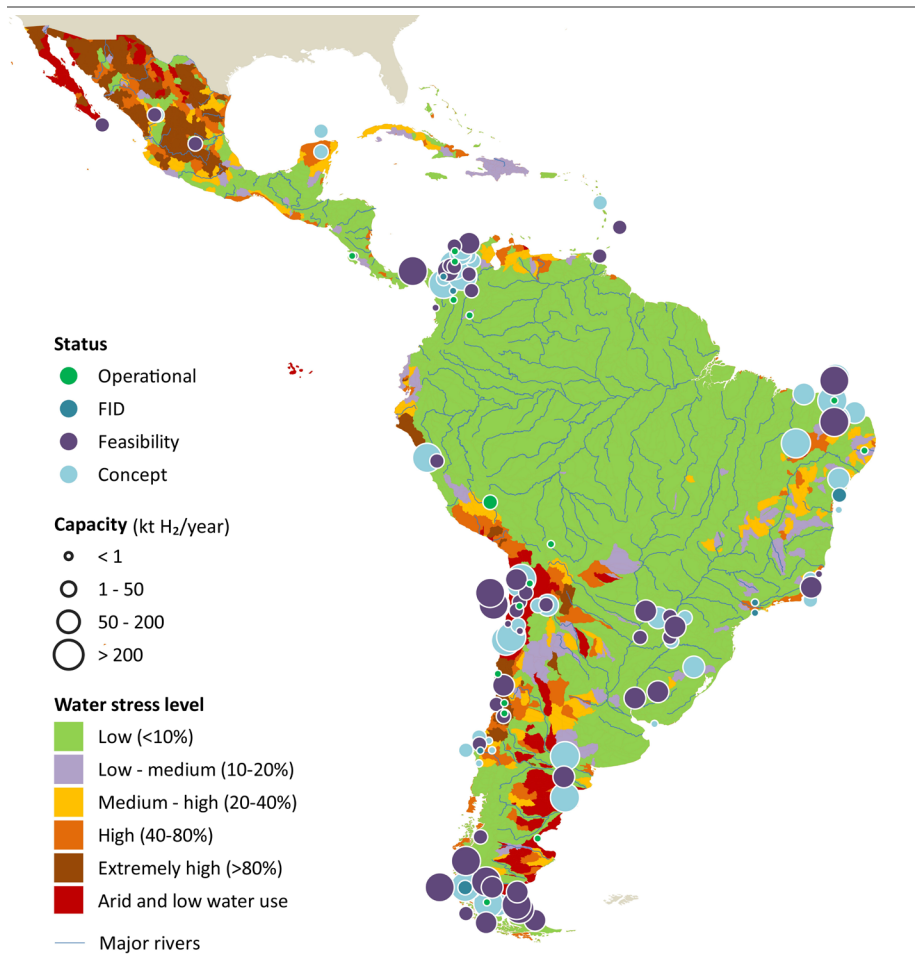 Status
Operational
FID
Feasibility
Concept
Capacity (kt H₂/year)
< 1
1 - 50
50 - 200
> 200
Water stress level
Low (<10%)
Low - medium (10-20%)
Medium - high (20-40%)
High (40-80%)
Extremely high (>80%)
Arid and low water use
Major rivers